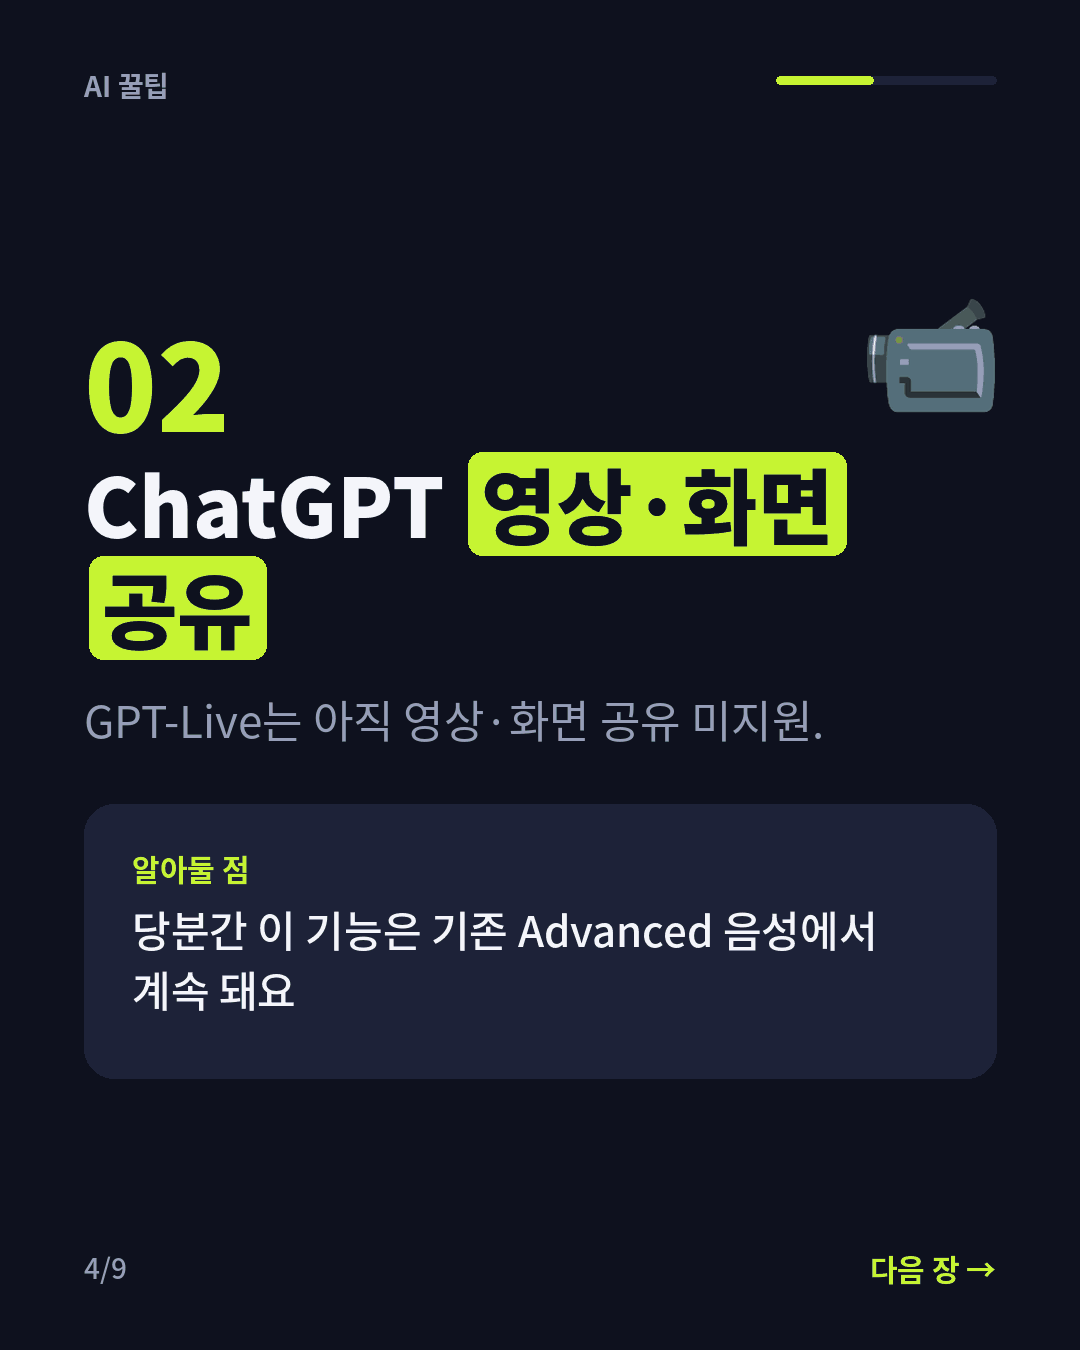 AI 꿀팁
02
ChatGPT 영상·화면
공유
GPT-Live는 아직 영상·화면 공유 미지원.
알아둘 점
당분간 이 기능은 기존 Advanced 음성에서
계속 돼요
4/9
다음 장 →